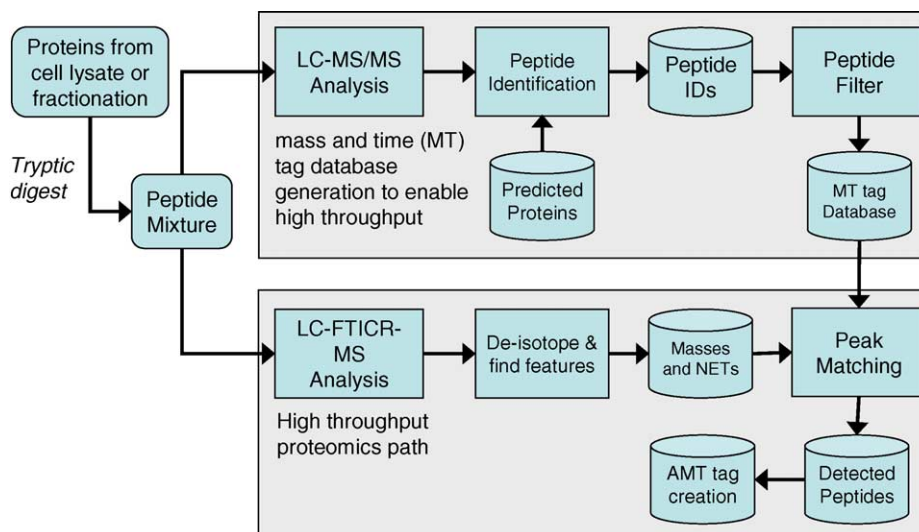 Proteins from
cell lysate or
fractionation
Tryptic
digest
Peptide
Mixture
LC-MS/MS
Analysis
Peptide
Identification
Peptide
IDs
Peptide
Filter
mass and time (MT)
tag database
generation to enable
high throughput
Predicted
Proteins
MT tag
Database
LC-FTICR-
MS
Analysis
De-isotope &
find features
Masses
and NETs
Peak
Matching
High throughput
proteomics path
AMT tag
creation
Detected
Peptides